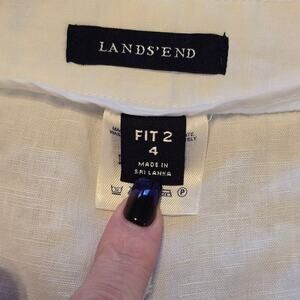 LANDS' END
FIT 2
4
MADE IN
SRI LANKA
P